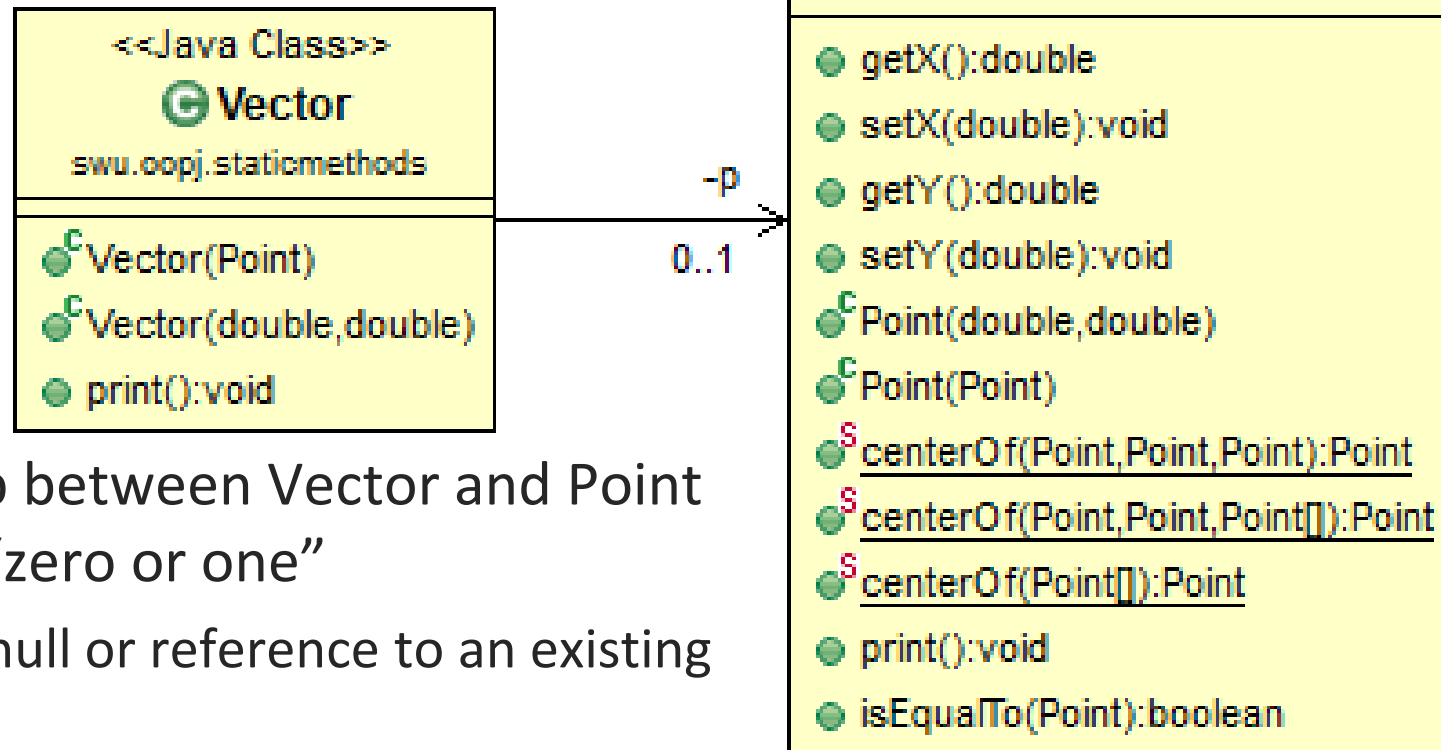 <<Java Class>>
C Vector
swu.oopj.staticmethods
C Vector(Point)
C Vector(double,double)
print():void
-p
0..1
between Vector and Point
zero or one”
null or reference to an existing
getX():double
setX(double):void
getY():double
setY(double):void
C Point(double,double)
C Point(Point)
S centerOf(Point,Point,Point):Point
S centerOf(Point,Point,Point[]):Point
S centerOf(Point[]):Point
print():void
isEqualTo(Point):boolean